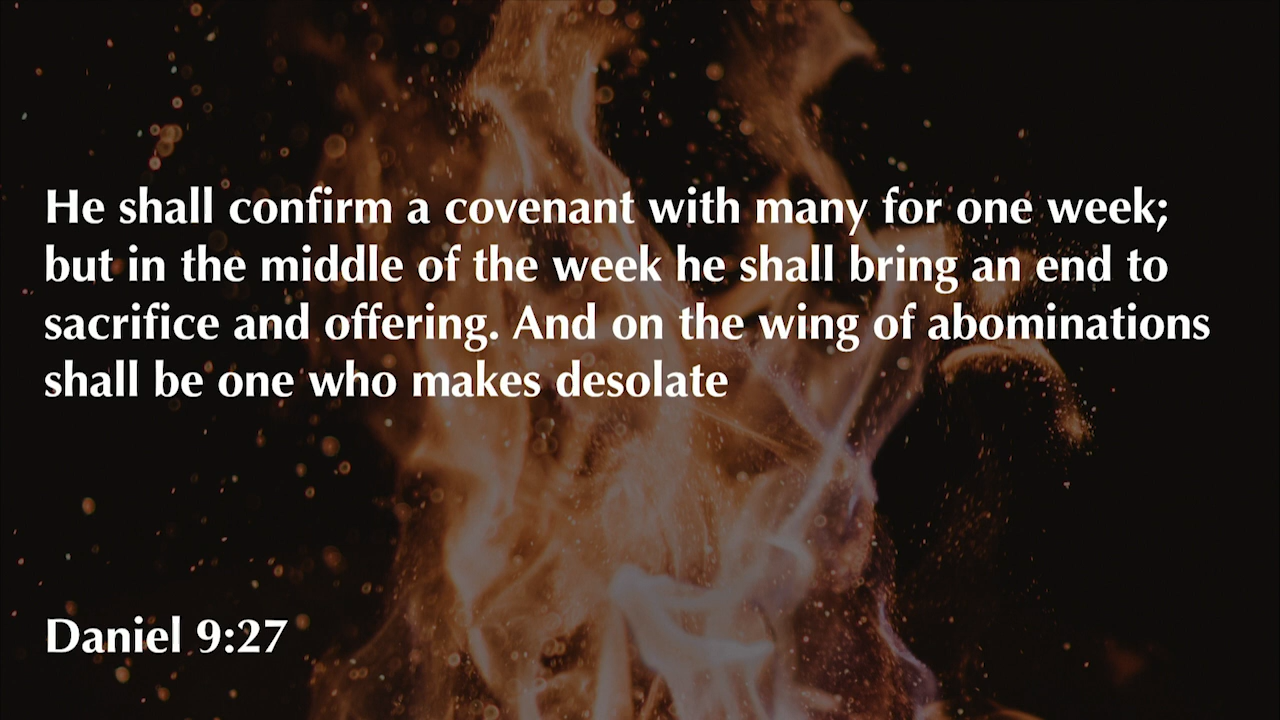 He shall confirm a covenant with many for one week;
but in the middle of the week he shall bring an end to
sacrifice and offering. And on the wing of abominations
shall be one who makes desolate
Daniel 9:27